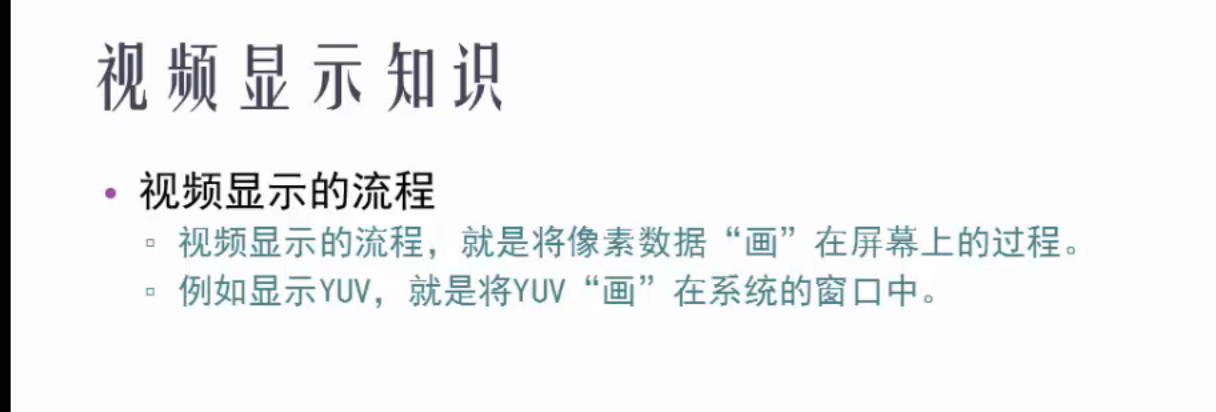 视频显示知识
• 视频显示的流程
▫ 视频显示的流程，就是将像素数据“画”在屏幕上的过程。
▫ 例如显示YUV，就是将YUV“画”在系统的窗口中。